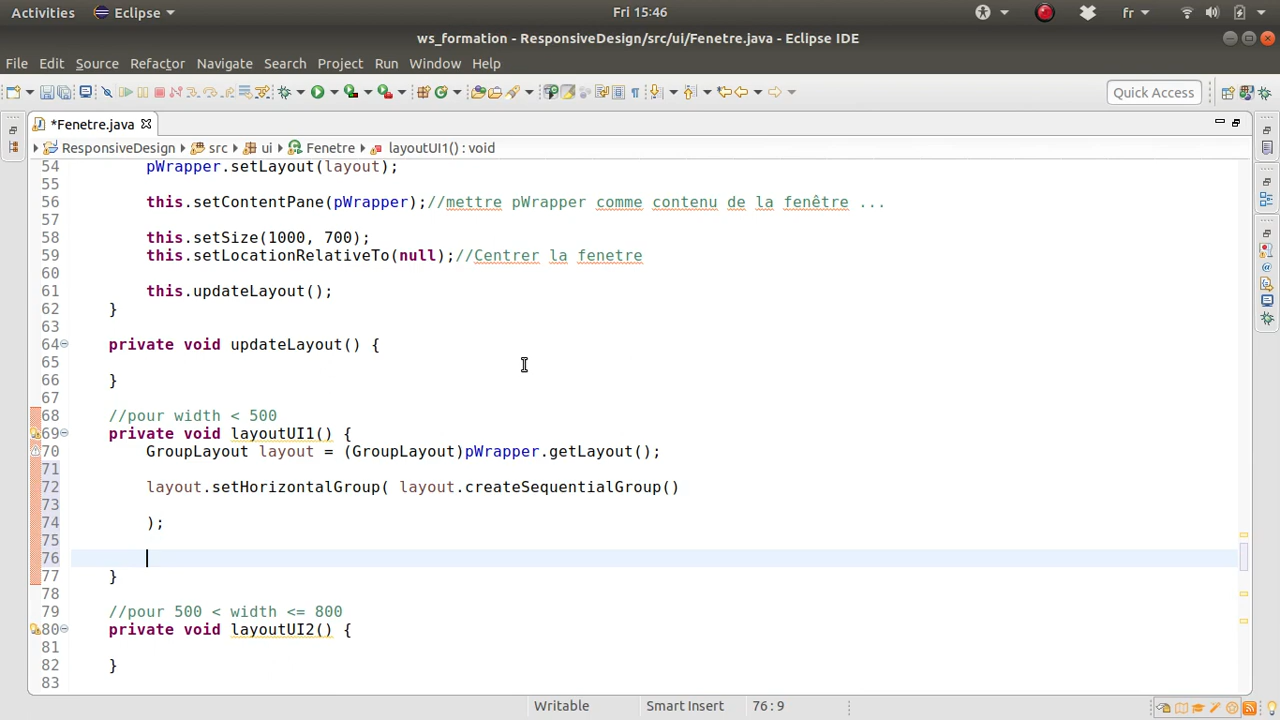 Activities Eclipse Fri 15:46 fr
ws_formation - ResponsiveDesign/src/ui/Fenetre.java - Eclipse IDE
File Edit Source Refactor Navigate Search Project Run Window Help
Quick Access
*Fenetre.java
ResponsiveDesign src ui Fenetre layoutUI1() : void
54 pWrapper.setLayout(layout);
55
56 this.setContentPane(pWrapper);//mettre pWrapper comme contenu de la fenêtre ...
57
58 this.setSize(1000, 700);
59 this.setLocationRelativeTo(null);//Centrer la fenetre
60
61 this.updateLayout();
62 }
63
64 private void updateLayout() {
65
66 }
67
68 //pour width < 500
69 private void layoutUI1() {
70 GroupLayout layout = (GroupLayout)pWrapper.getLayout();
71
72 layout.setHorizontalGroup( layout.createSequentialGroup()
73
74 );
75
76
77 }
78
79 //pour 500 < width <= 800
80 private void layoutUI2() {
81
82 }
83
Writable Smart Insert 76:9